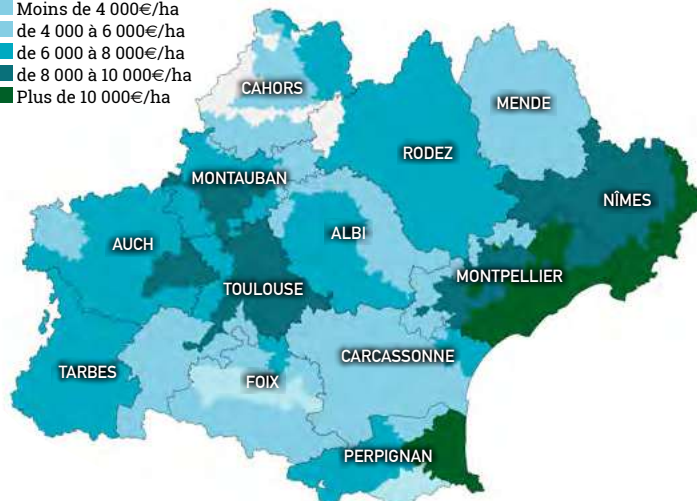 Moins de 4 000€/ha
de 4 000 à 6 000€/ha
de 6 000 à 8 000€/ha
de 8 000 à 10 000€/ha
Plus de 10 000€/ha
CAHORS
MENDE
RODEZ
MONTAUBAN
NÎMES
ALBI
AUCH
MONTPELLIER
TOULOUSE
CARCASSONNE
TARBES
FOIX
PERPIGNAN